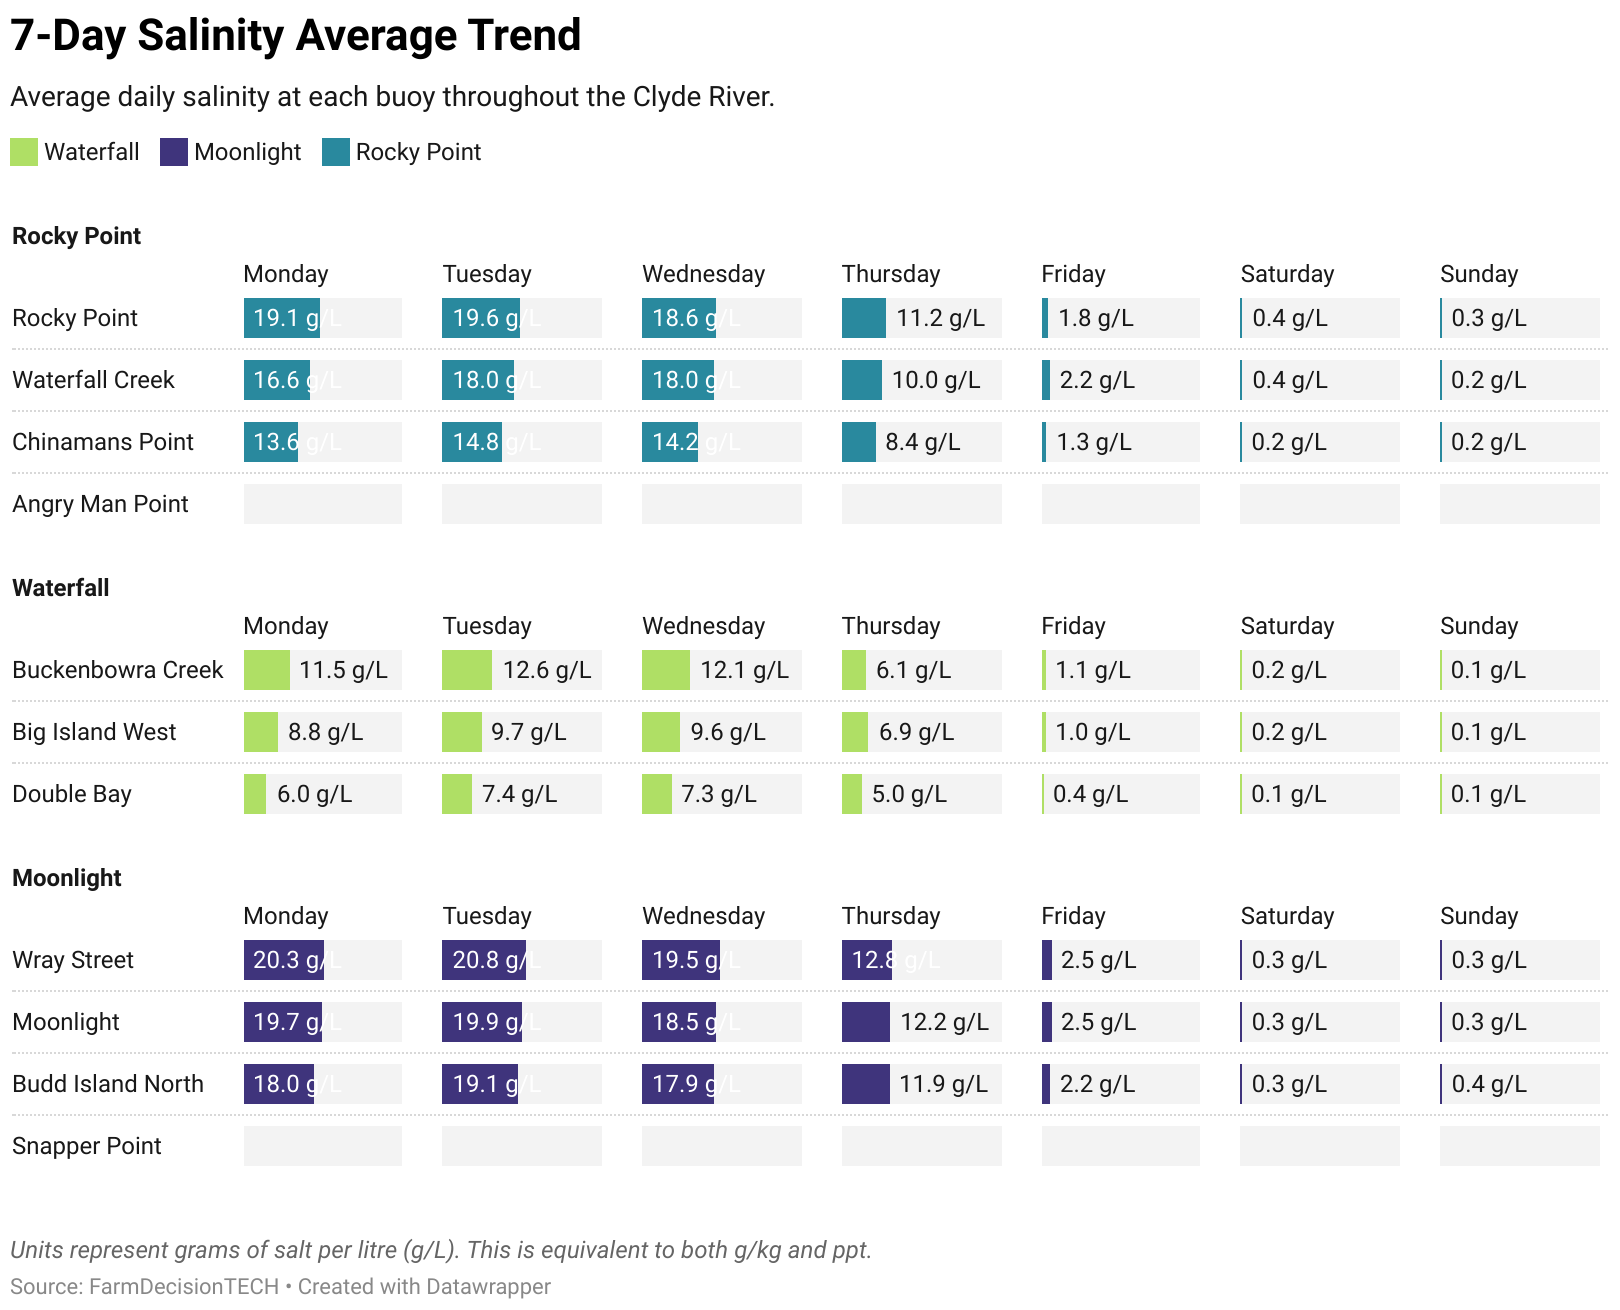 7-Day Salinity Average Trend
Average daily salinity at each buoy throughout the Clyde River.
Waterfall Moonlight Rocky Point
Rocky Point
Monday Tuesday Wednesday Thursday Friday Saturday Sunday
Rocky Point 19.1 g/L 19.6 g/L 18.6 g/L 11.2 g/L 1.8 g/L 0.4 g/L 0.3 g/L
Waterfall Creek 16.6 g/L 18.0 g/L 18.0 g/L 10.0 g/L 2.2 g/L 0.4 g/L 0.2 g/L
Chinamans Point 13.6 g/L 14.8 g/L 14.2 g/L 8.4 g/L 1.3 g/L 0.2 g/L 0.2 g/L
Angry Man Point
Waterfall
Monday Tuesday Wednesday Thursday Friday Saturday Sunday
Buckenbowra Creek 11.5 g/L 12.6 g/L 12.1 g/L 6.1 g/L 1.1 g/L 0.2 g/L 0.1 g/L
Big Island West 8.8 g/L 9.7 g/L 9.6 g/L 6.9 g/L 1.0 g/L 0.2 g/L 0.1 g/L
Double Bay 6.0 g/L 7.4 g/L 7.3 g/L 5.0 g/L 0.4 g/L 0.1 g/L 0.1 g/L
Moonlight
Monday Tuesday Wednesday Thursday Friday Saturday Sunday
Wray Street 20.3 g/L 20.8 g/L 19.5 g/L 12.8 g/L 2.5 g/L 0.3 g/L 0.3 g/L
Moonlight 19.7 g/L 19.9 g/L 18.5 g/L 12.2 g/L 2.5 g/L 0.3 g/L 0.3 g/L
Budd Island North 18.0 g/L 19.1 g/L 17.9 g/L 11.9 g/L 2.2 g/L 0.3 g/L 0.4 g/L
Snapper Point
Units represent grams of salt per litre (g/L). This is equivalent to both g/kg and ppt.
Source: FarmDecisionTECH • Created with Datawrapper